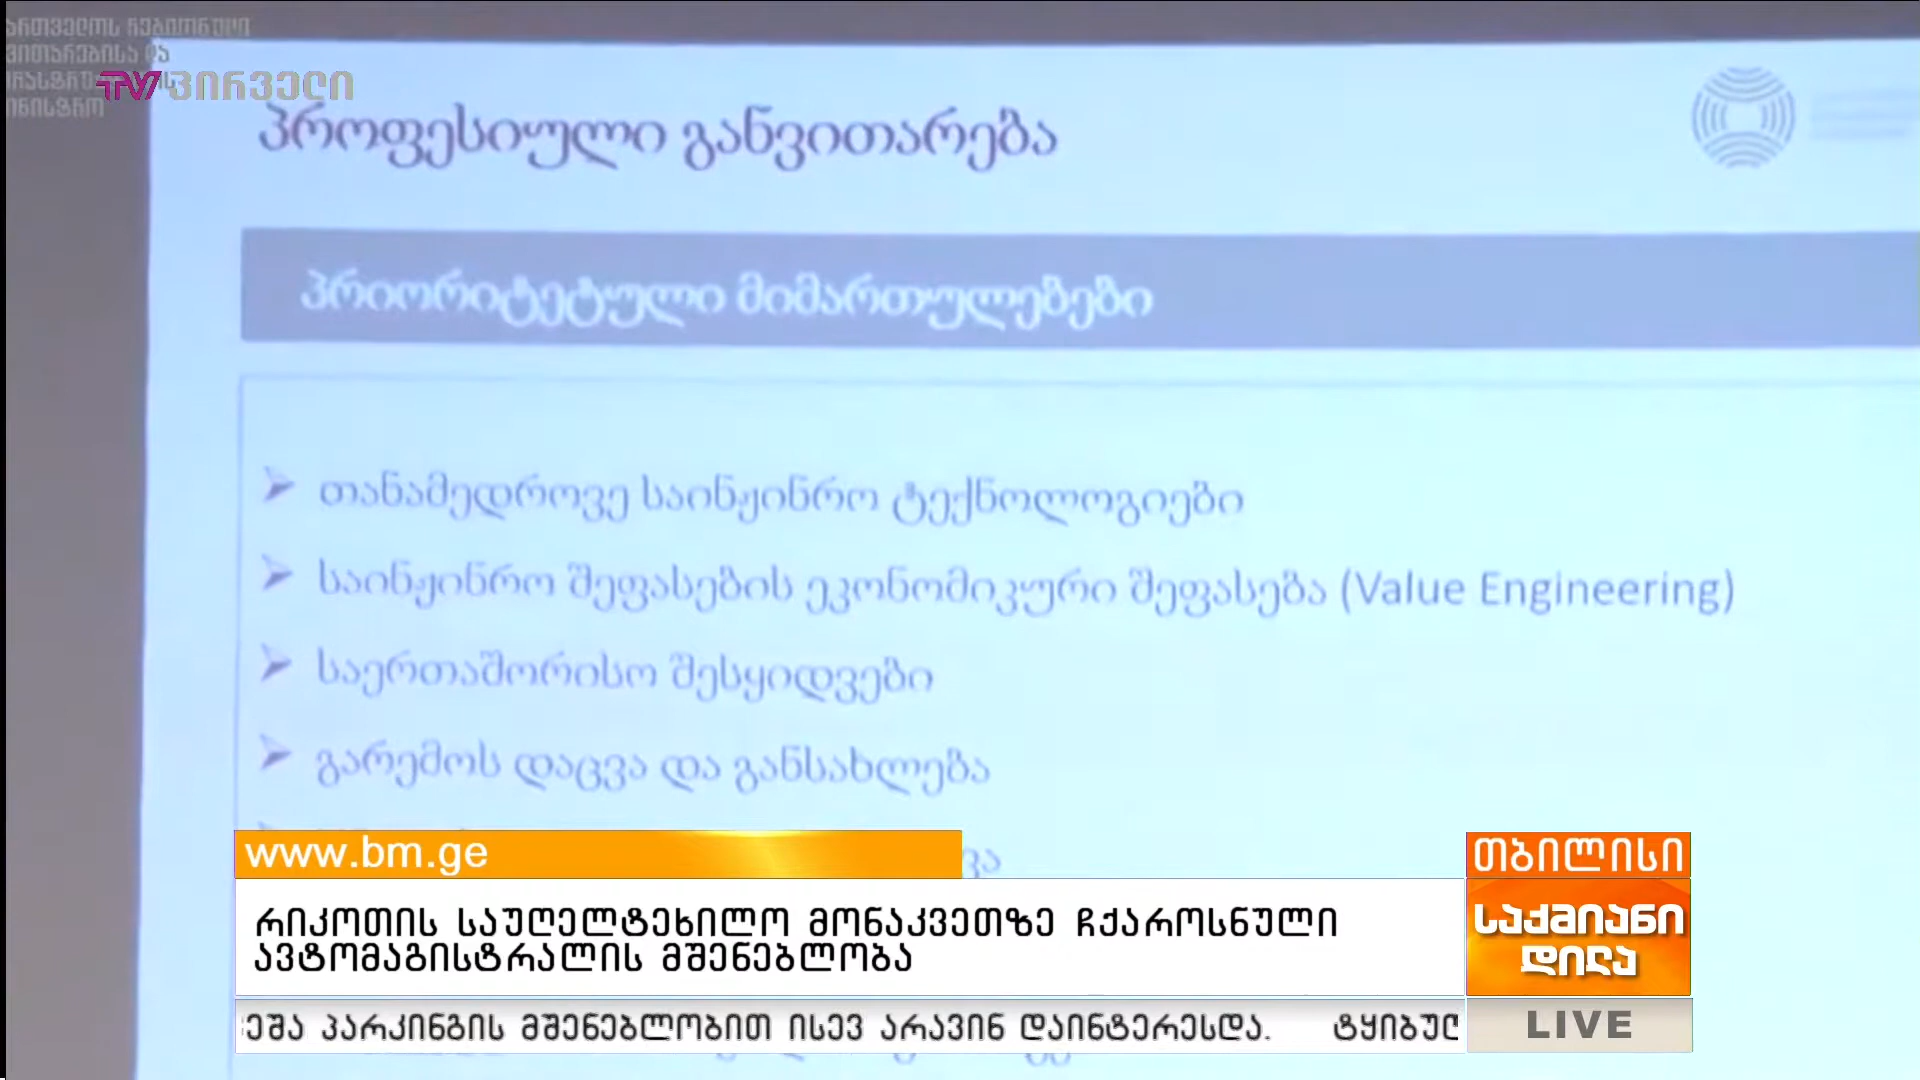 TV პირველი
პროფესიული განვითარება
პრიორიტეტული მიმართულებები
თანამედროვე საინჟინრო ტექნოლოგიები
საინჟინრო შეფასების ეკონომიკური შეფასება (Value Engineering)
საერთაშორისო შესყიდვები
გარემოს დაცვა და განსახლება
www.bm.ge
თბილისი
რიკოთის საუღელტეხილო მონაკვეთზე ჩქაროსნული
ავტომაგისტრალის მშენებლობა
საქმიანი
დილა
პარკინგის მშენებლობით ისევ არავინ დაინტერესდა.
LIVE